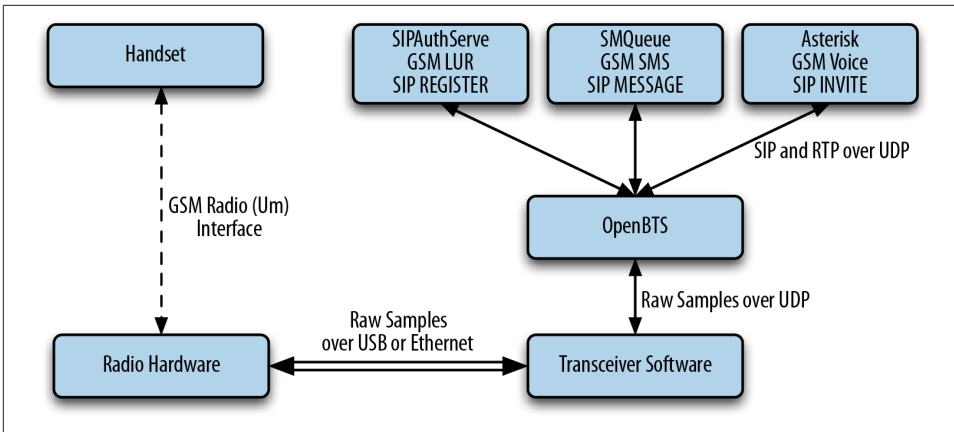 Handset
SIPAuthServe
GSM LUR
SIP REGISTER
SMQueue
GSM SMS
SIP MESSAGE
Asterisk
GSM Voice
SIP INVITE
SIP and RTP over UDP
GSM Radio (Um)
Interface
OpenBTS
Raw Samples over UDP
Raw Samples
over USB or Ethernet
Radio Hardware
Transceiver Software